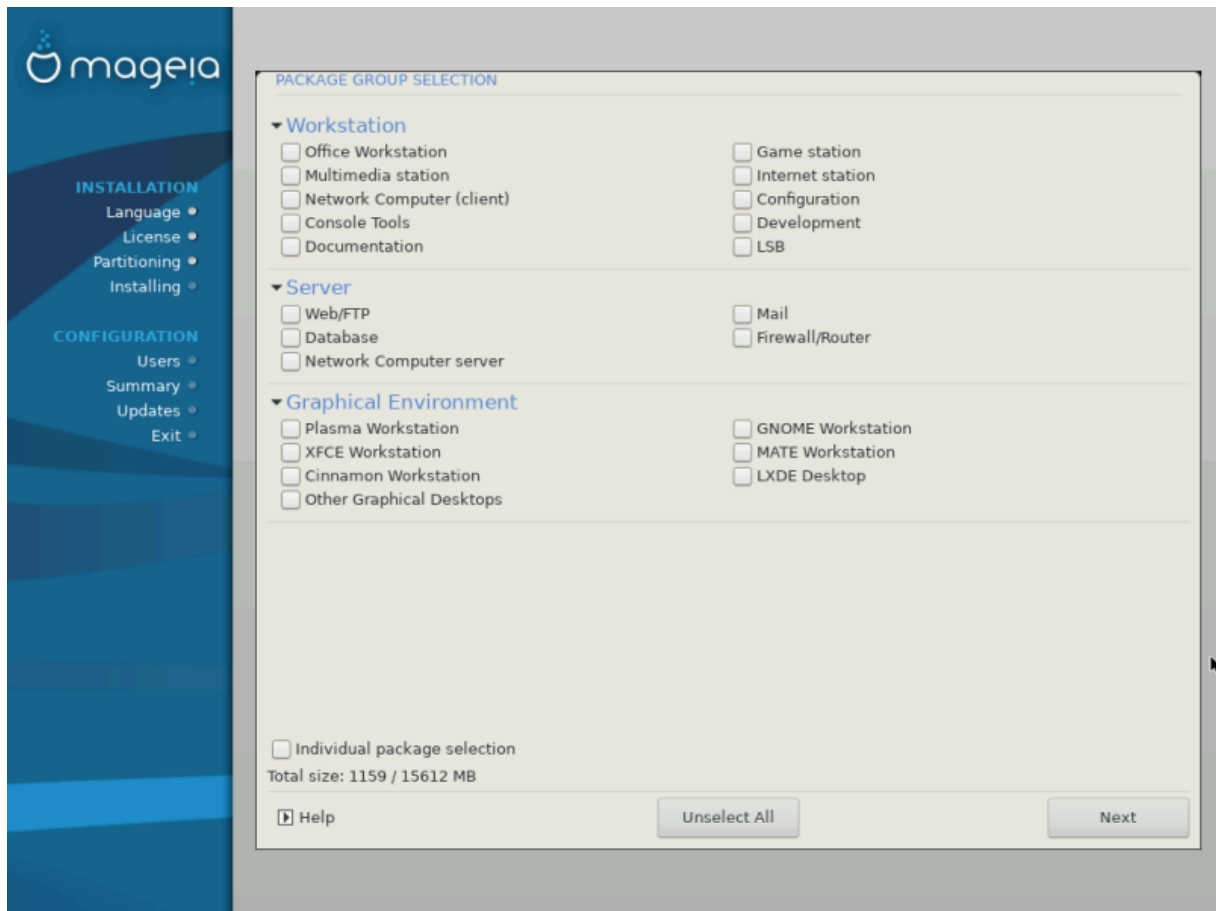 mageia
INSTALLATION
Language
License
Partitioning
Installing
CONFIGURATION
Users
Summary
Updates
Exit
PACKAGE GROUP SELECTION
Workstation
Office Workstation
Game station
Multimedia station
Internet station
Network Computer (client)
Configuration
Console Tools
Development
Documentation
LSB
Server
Web/FTP
Mail
Database
Firewall/Router
Network Computer server
Graphical Environment
Plasma Workstation
GNOME Workstation
XFCE Workstation
MATE Workstation
Cinnamon Workstation
LXDE Desktop
Other Graphical Desktops
Individual package selection
Total size: 1159 / 15612 MB
Help
Unselect All
Next